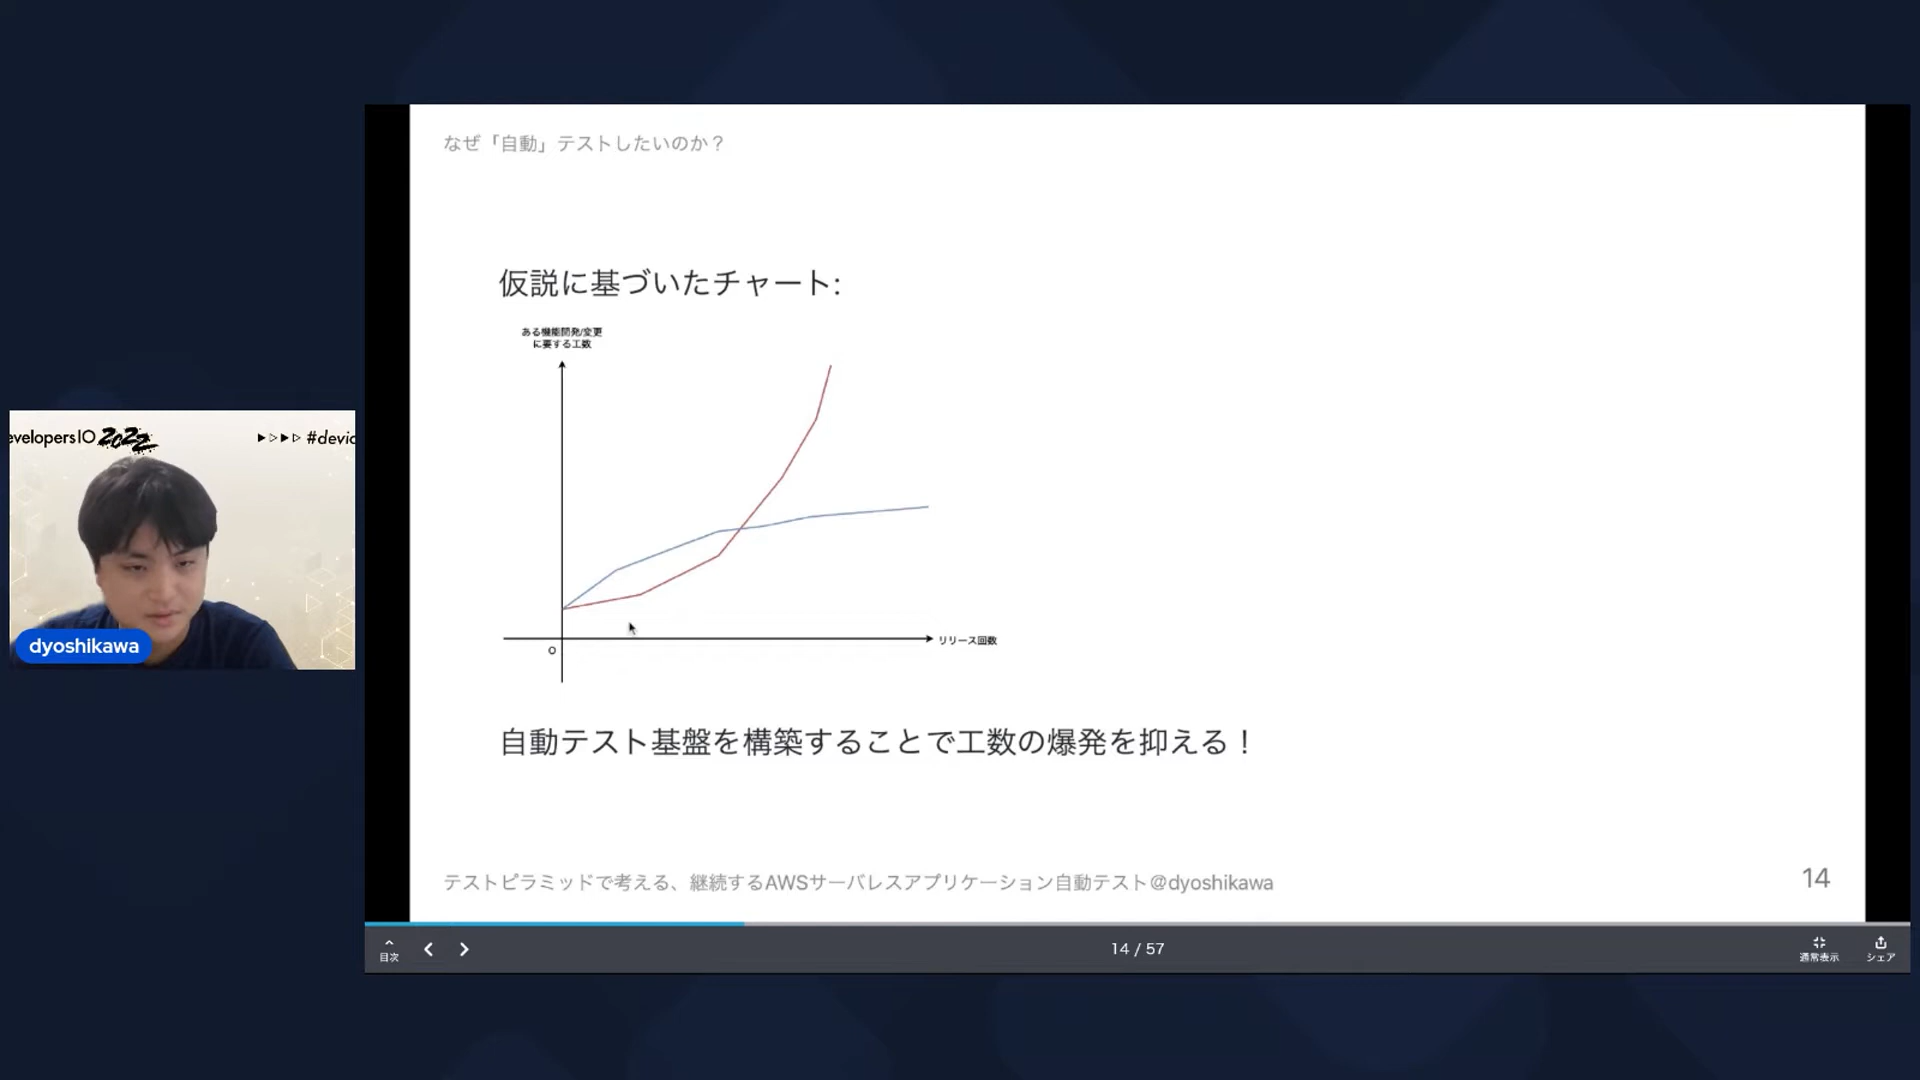 なぜ「自動」テストしたいのか？
仮説に基づいたチャート:
ある機能開発/変更
に要する工数
O
リリース回数
自動テスト基盤を構築することで工数の爆発を抑える！
テストピラミッドで考える、継続するAWSサーバレスアプリケーション自動テスト@dyoshikawa
14
evelopersIO 2022
#devio
dyoshikawa
目次
14 / 57
通常表示
シェア